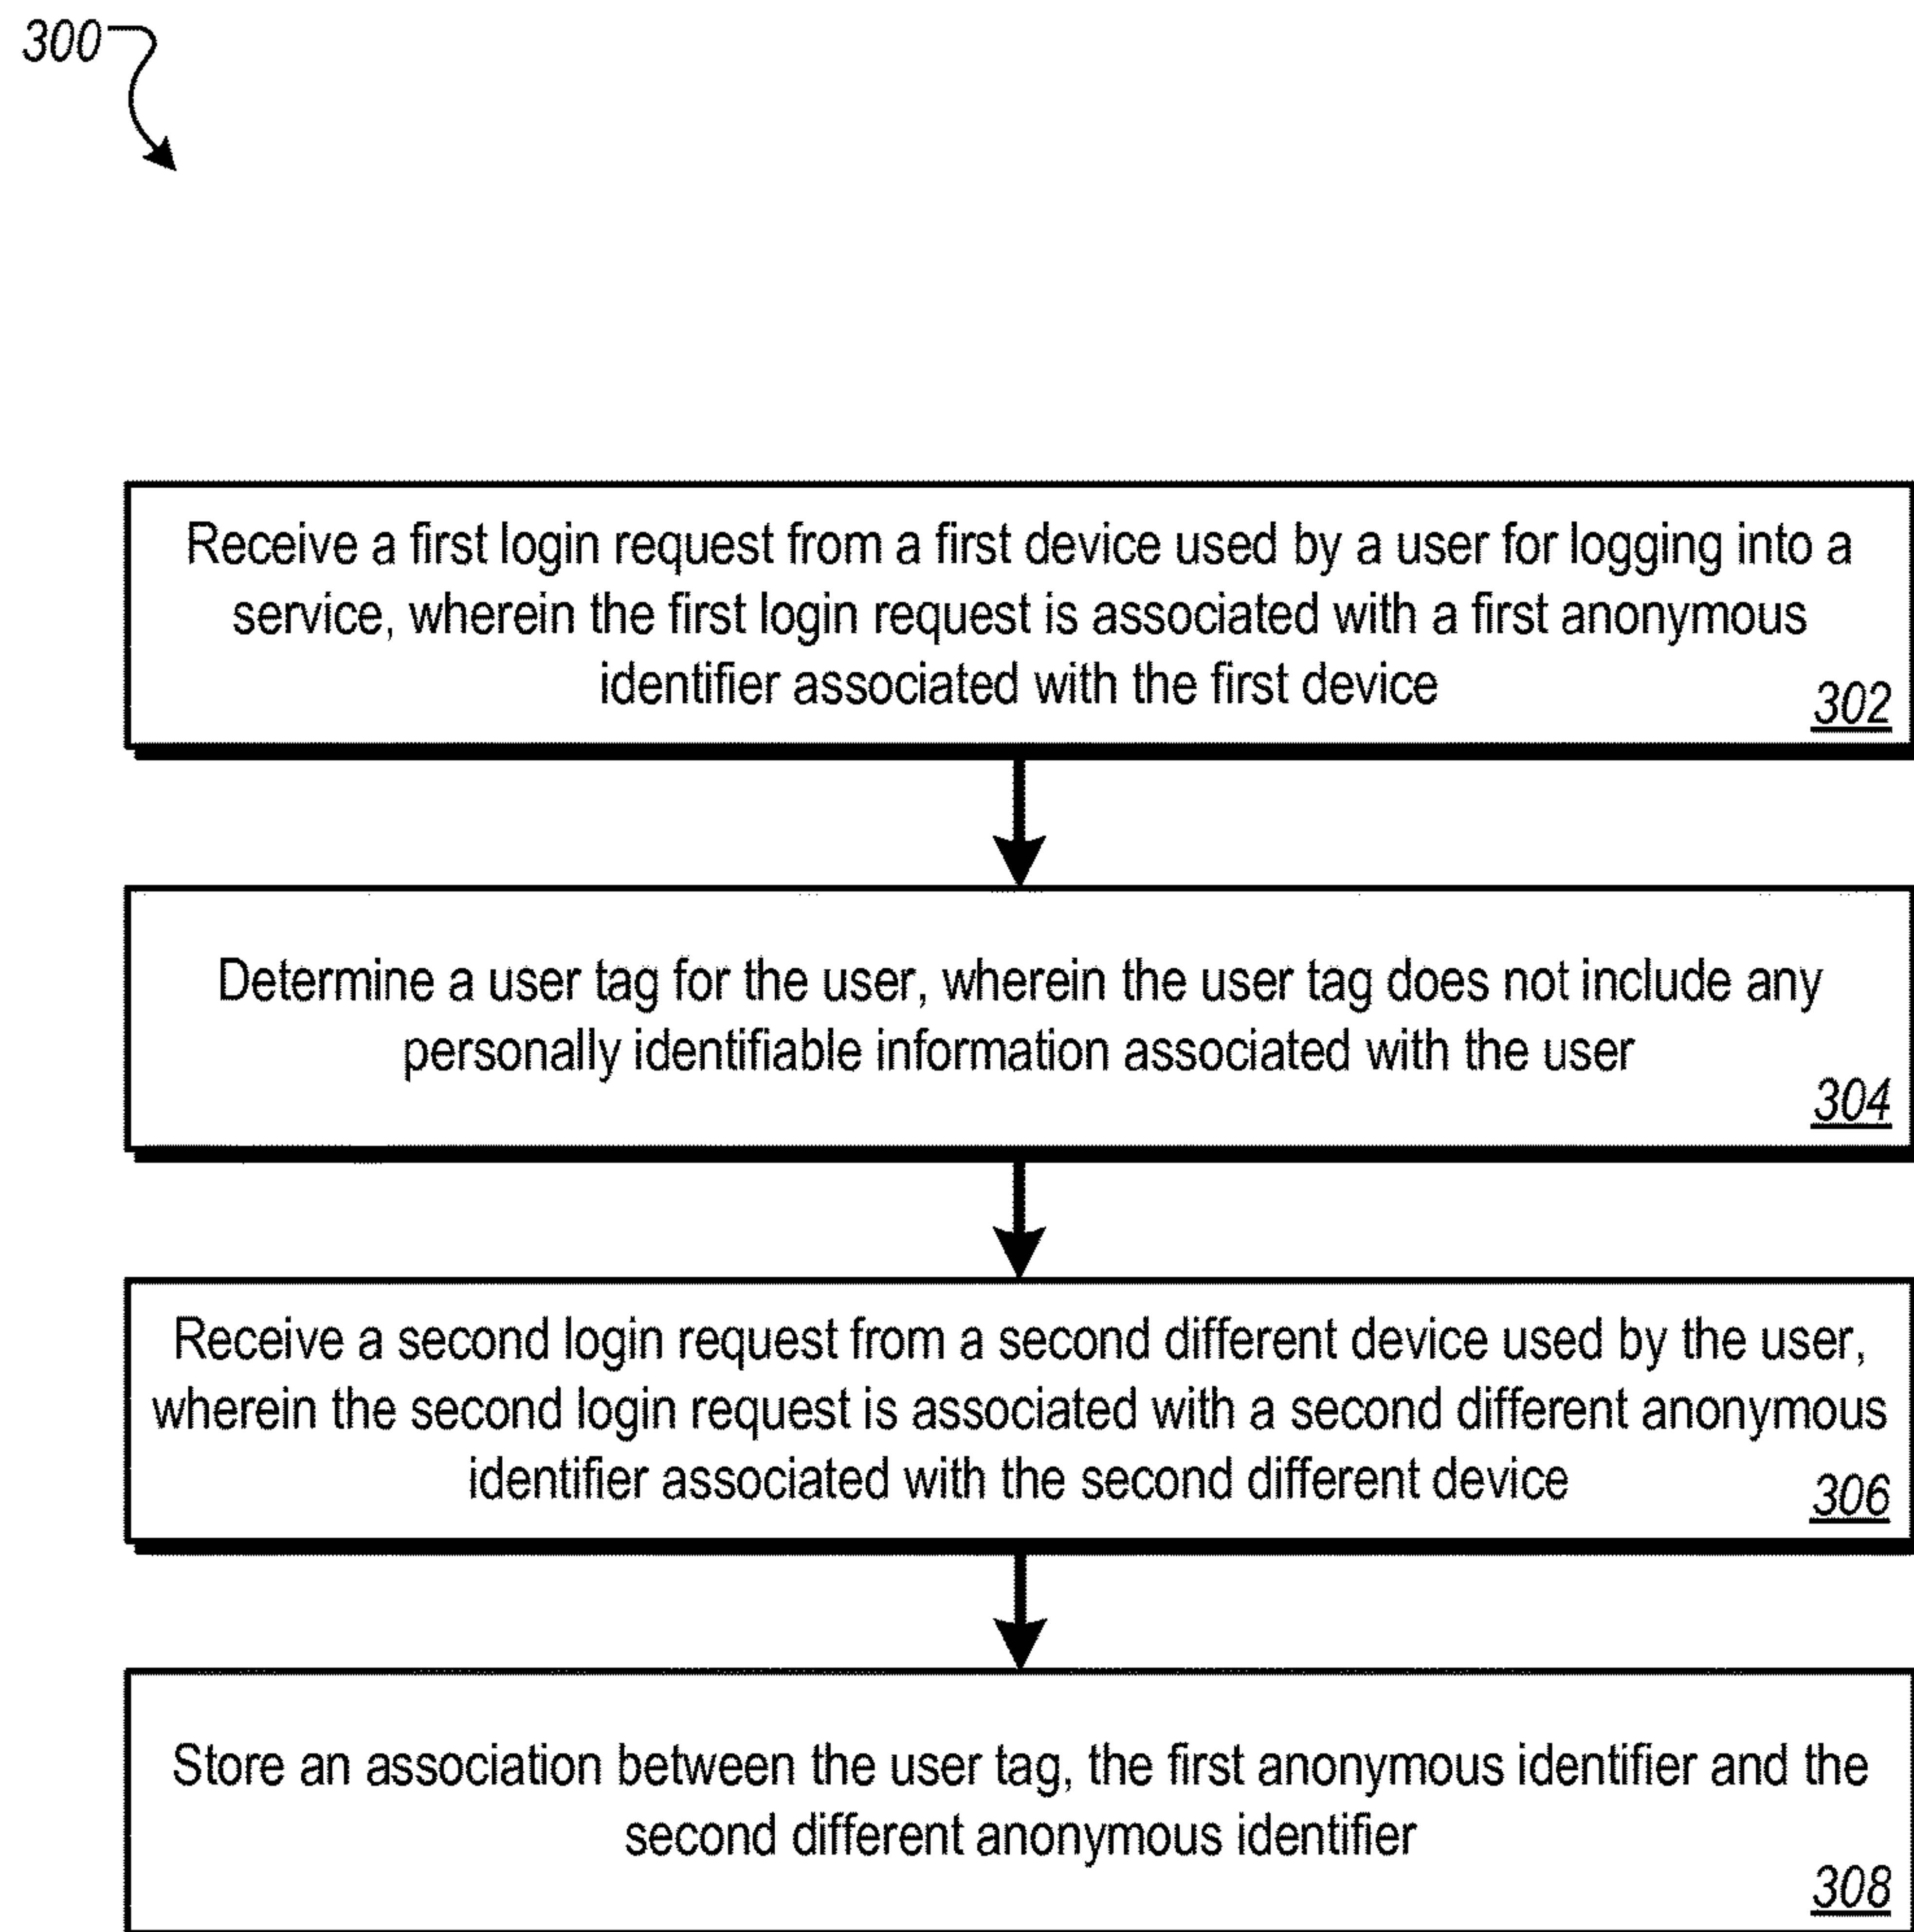 300
Receive a first login request from a first device used by a user for logging into a
service, wherein the first login request is associated with a first anonymous
identifier associated with the first device
302
Determine a user tag for the user, wherein the user tag does not include any
personally identifiable information associated with the user
304
Receive a second login request from a second different device used by the user,
wherein the second login request is associated with a second different anonymous
identifier associated with the second different device
306
Store an association between the user tag, the first anonymous identifier and the
second different anonymous identifier
308